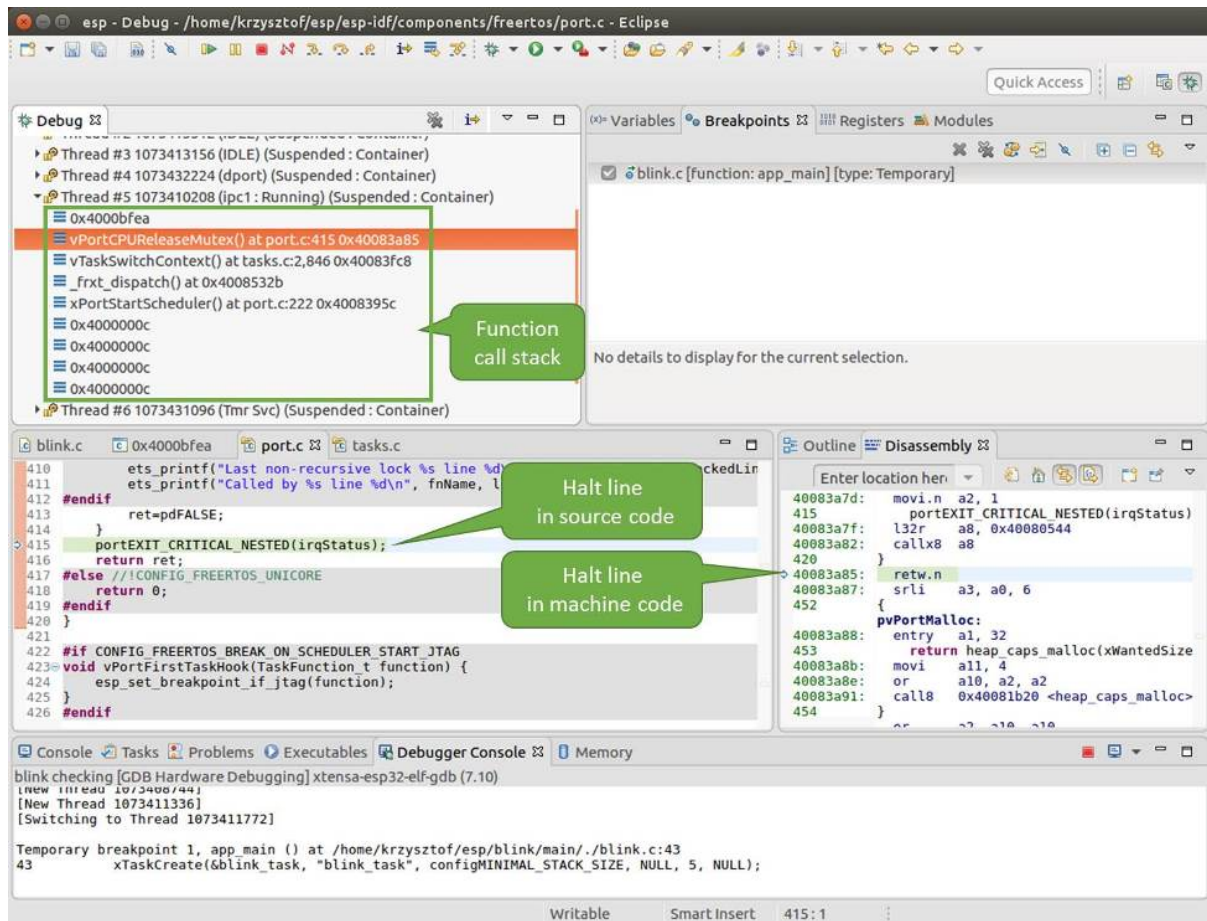 esp - Debug - /home/krzysztof/esp/esp-idf/components/freertos/port.c - Eclipse
Quick Access
Debug
Thread #3 1073413156 (IDLE) (Suspended : Container)
Thread #4 1073432224 (dport) (Suspended : Container)
Thread #5 1073410208 (ipc1 : Running) (Suspended : Container)
0x4000bfea
vPortCPUReleaseMutex() at port.c:415 0x40083a85
vTaskSwitchContext() at tasks.c:2,846 0x40083fc8
_frxt_dispatch() at 0x4008532b
xPortStartScheduler() at port.c:222 0x4008395c
0x4000000c
0x4000000c
0x4000000c
0x4000000c
Thread #6 1073431096 (Tmr Svc) (Suspended : Container)
Function
call stack
(x)= Variables Breakpoints Registers Modules
blink.c [function: app_main] [type: Temporary]
No details to display for the current selection.
blink.c 0x4000bfea port.c tasks.c
410 ets_printf("Last non-recursive lock %s line %d ckedLin
411 ets_printf("Called by %s line %d\n", fnName, l
412 #endif
413 ret=pdFALSE;
414 }
415 portEXIT_CRITICAL_NESTED(irqStatus);
416 return ret;
417 #else //!CONFIG_FREERTOS_UNICORE
418 return 0;
419 #endif
420 }
421
422 #if CONFIG_FREERTOS_BREAK_ON_SCHEDULER_START_JTAG
423 void vPortFirstTaskHook(TaskFunction_t function) {
424 esp_set_breakpoint_if_jtag(function);
425 }
426 #endif
Halt line
in source code
Halt line
in machine code
Outline Disassembly
Enter location her
40083a7d: movi.n a2, 1
415 portEXIT_CRITICAL_NESTED(irqStatus)
40083a7f: l32r a8, 0x40080544
40083a82: callx8 a8
420 }
40083a85: retw.n
40083a87: srli a3, a0, 6
452 {
pvPortMalloc:
40083a88: entry a1, 32
453 return heap_caps_malloc(xWantedSize
40083a8b: movi a11, 4
40083a8e: or a10, a2, a2
40083a91: call8 0x40081b20 <heap_caps_malloc>
454 }
Console Tasks Problems Executables Debugger Console Memory
blink checking [GDB Hardware Debugging] xtensa-esp32-elf-gdb (7.10)
[New Thread 1073408744]
[New Thread 1073411336]
[Switching to Thread 1073411772]
Temporary breakpoint 1, app_main () at /home/krzysztof/esp/blink/main/./blink.c:43
43 xTaskCreate(&blink_task, "blink_task", configMINIMAL_STACK_SIZE, NULL, 5, NULL);
Writable Smart Insert 415 : 1